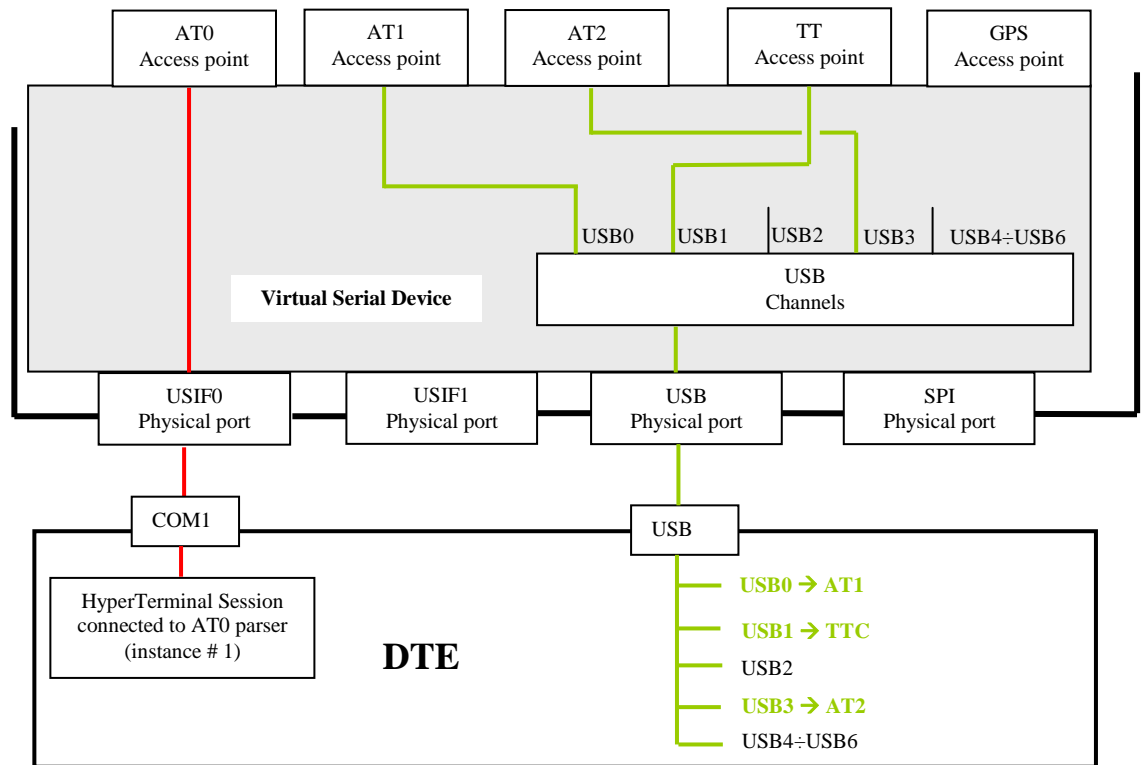 AT0
Access point
AT1
Access point
AT2
Access point
TT
Access point
GPS
Access point
USB0
USB1
USB2
USB3
USB4÷USB6
USB
Channels
Virtual Serial Device
USIF0
Physical port
USIF1
Physical port
USB
Physical port
SPI
Physical port
COM1
USB
HyperTerminal Session
connected to AT0 parser
(instance # 1)
DTE
USB0 → AT1
USB1 → TTC
USB2
USB3 → AT2
USB4÷USB6